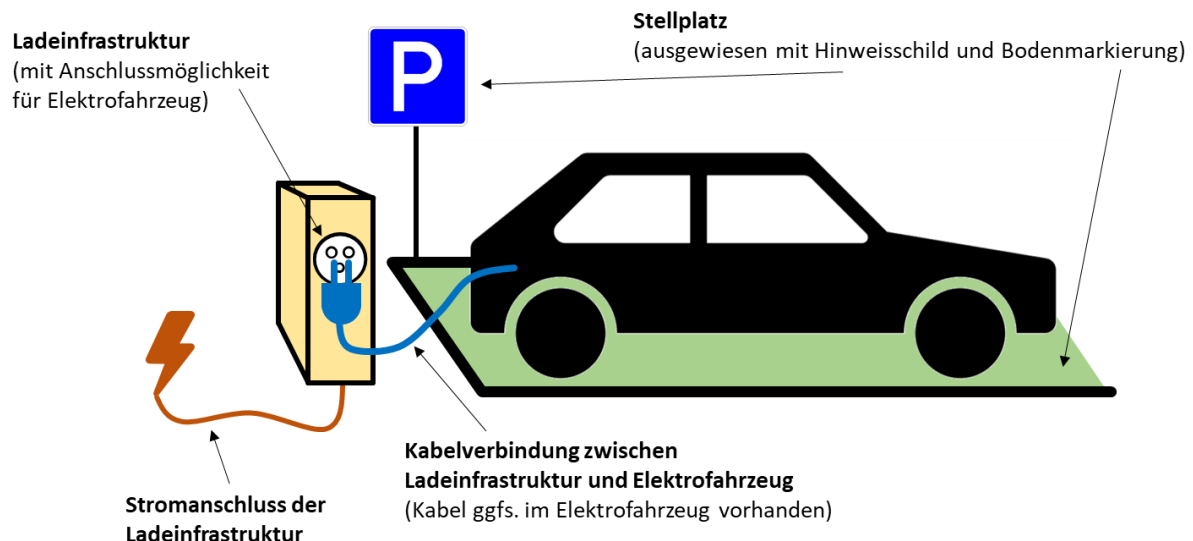 Stellplatz
(ausgewiesen mit Hinweisschild und Bodenmarkierung)
Ladeinfrastruktur
(mit Anschlussmöglichkeit
für Elektrofahrzeug)
P
Kabelverbindung zwischen
Ladeinfrastruktur und Elektrofahrzeug
(Kabel ggfs. im Elektrofahrzeug vorhanden)
Stromanschluss der
Ladeinfrastruktur